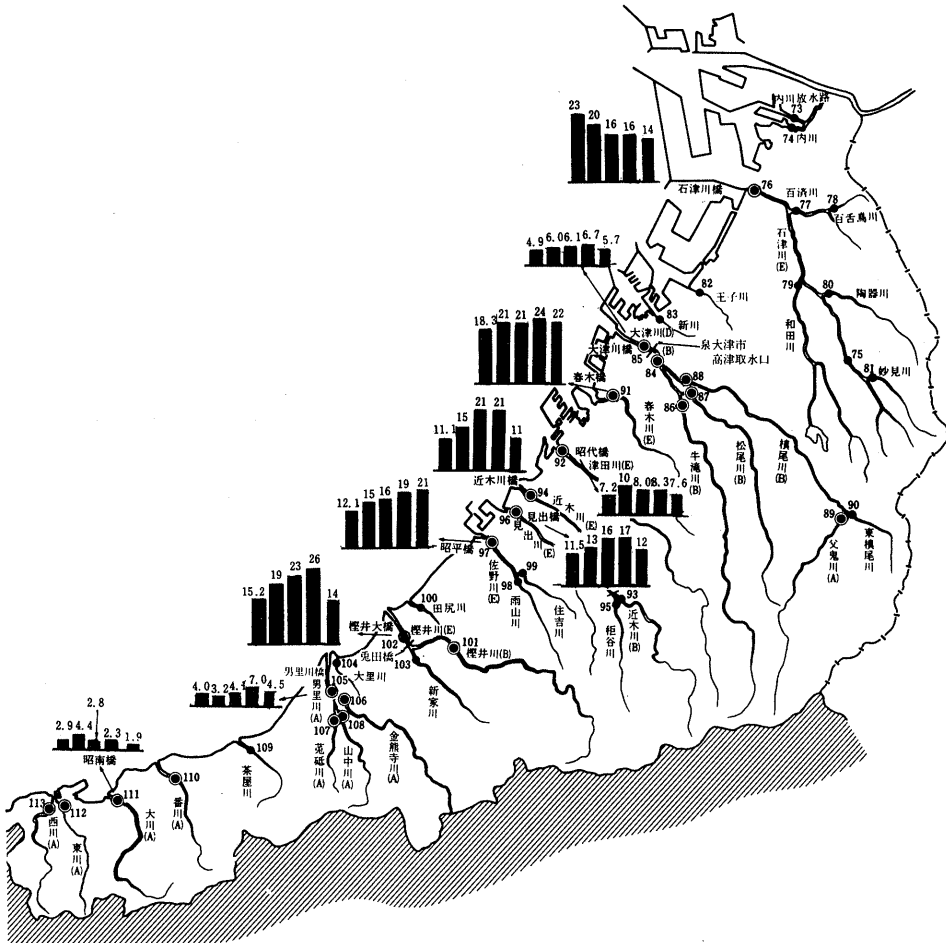 内川放水路
73
74 内川
23 20 16 16 14
石津川橋
76
百済川
77
78
百舌鳥川
石津川(E)
4.9 6.0 6.1 6.7 5.7
79
80
陶器川
82
王子川
83
新川
和田川
大津川(D)
(B)
大津川橋
85
84
泉大津市
高津取水口
75
81 妙見川
18.3 21 21 24 22
春木橋
91
88
87
86
春木川(E)
牛滝川(B)
松尾川(B)
槙尾川(B)
11.1 15 21 21 11
昭代橋
92
津田川(E)
近木川橋
94
近木川(E)
7.2 10 8.0 8.3 7.6
89
90
父鬼川(A)
東槙尾川
12.1 15 16 19 21
96
見出橋
見出川(E)
昭平橋
97
佐野川(E)
11.5 13 16 17 12
99
98
雨山川
住吉川
93
95
近木川(B)
秬谷川
15.2 19 23 26 14
100
田尻川
樫井大橋
樫井川(E)
102
101
樫井川(B)
兎田橋
103
新家川
104
大里川
男里川橋
男里川(A)
105
106
4.0 3.2 4.1 7.0 4.5
107
108
莵砥川(A)
山中川(A)
金熊寺川(A)
2.8
2.9 4.4 2.3 1.9
昭南橋
109
茶屋川
110
番川(A)
111
大川(A)
113
112
西川(A)
東川(A)